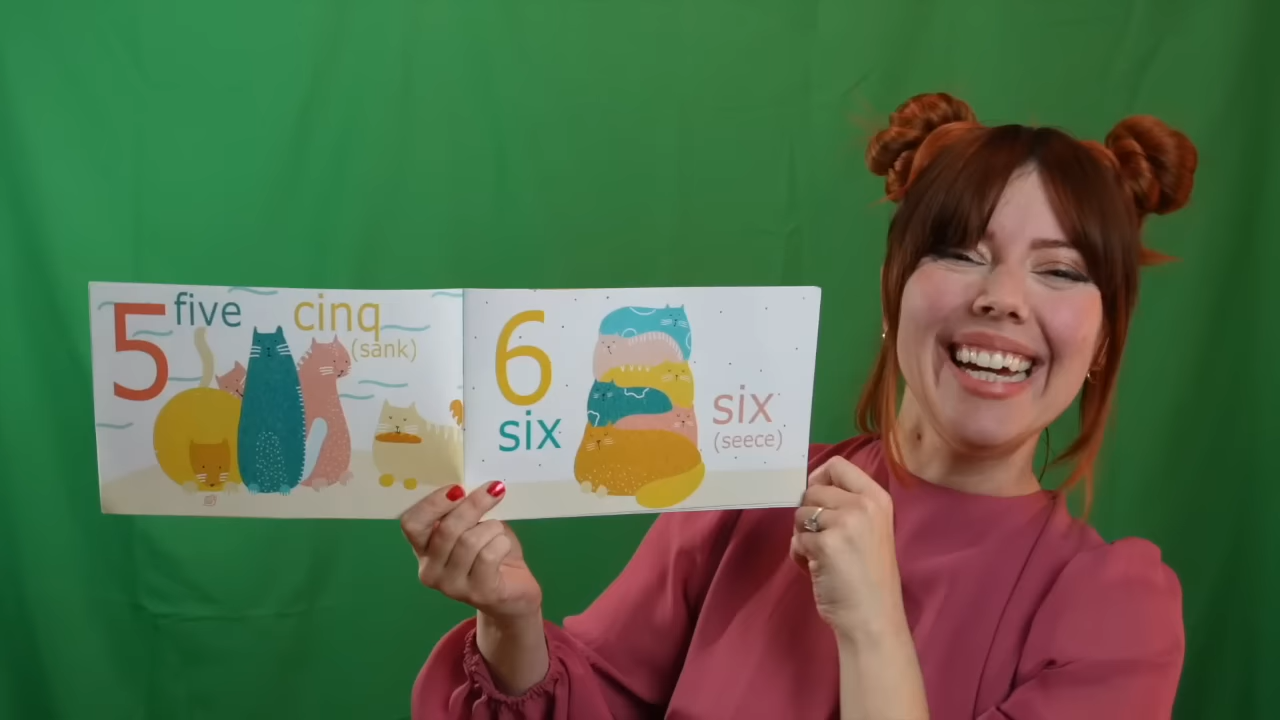 5 five cinq
(sank)
6
six
six
(seece)